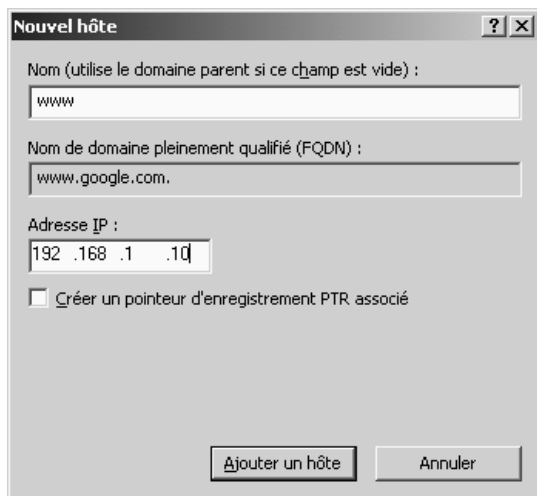 Nouvel hôte
Nom (utilise le domaine parent si ce champ est vide) :
www
Nom de domaine pleinement qualifié (FQDN) :
www.google.com.
Adresse IP :
192 .168 .1 .10
Créer un pointeur d'enregistrement PTR associé
Ajouter un hôte Annuler